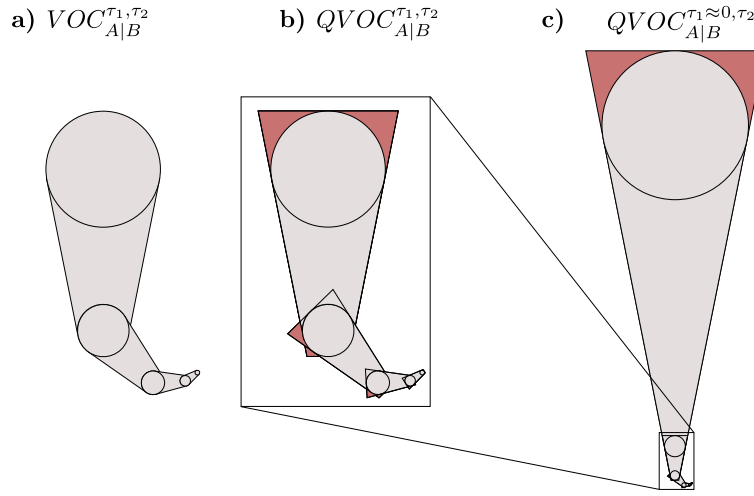 a) $VOC_{A|B}^{\tau_1,\tau_2}$
b) $QVOC_{A|B}^{\tau_1,\tau_2}$
c) $QVOC_{A|B}^{\tau_1 \approx 0,\tau_2}$